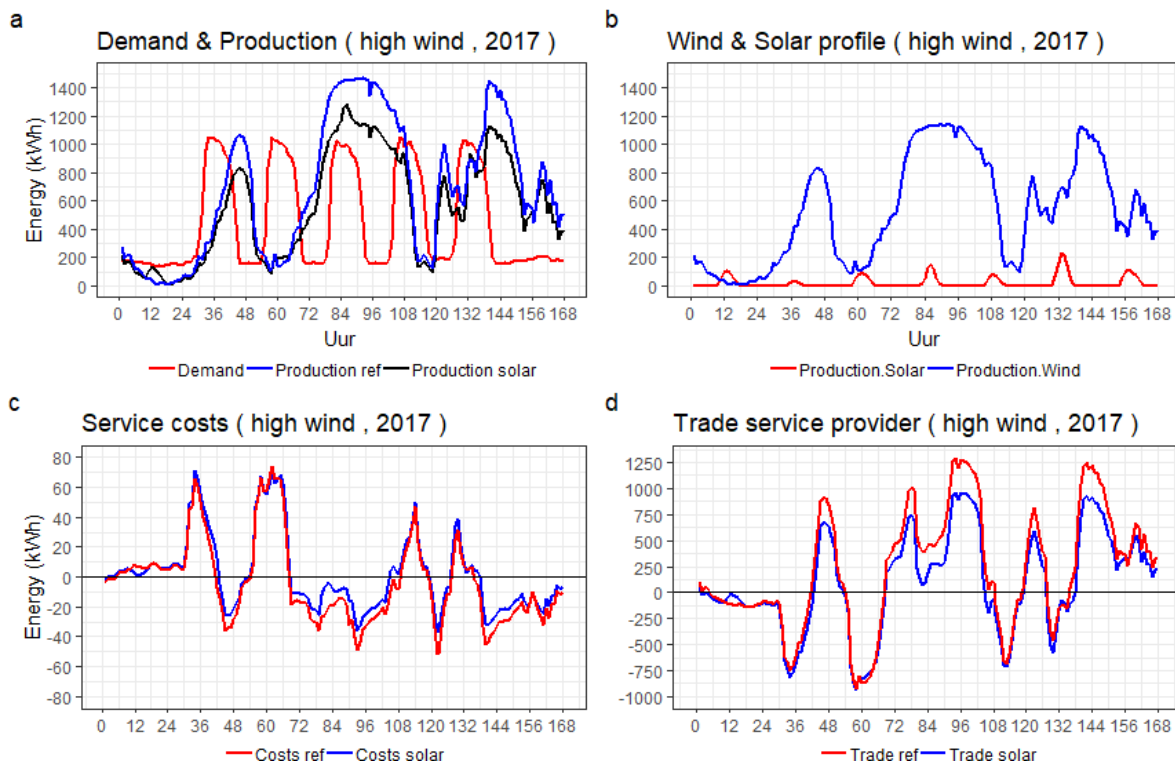 a
Demand & Production ( high wind , 2017 )
Energy (kWh)
1400
1200
1000
800
600
400
200
0
0 12 24 36 48 60 72 84 96 108 120 132 144 156 168
Uur
Demand Production ref Production solar
b
Wind & Solar profile ( high wind , 2017 )
1400
1200
1000
800
600
400
200
0
0 12 24 36 48 60 72 84 96 108 120 132 144 156 168
Uur
Production.Solar Production.Wind
c
Service costs ( high wind , 2017 )
Energy (kWh)
80
60
40
20
0
-20
-40
-60
-80
0 12 24 36 48 60 72 84 96 108 120 132 144 156 168
Costs ref Costs solar
d
Trade service provider ( high wind , 2017 )
1250
1000
750
500
250
0
-250
-500
-750
-1000
0 12 24 36 48 60 72 84 96 108 120 132 144 156 168
Trade ref Trade solar